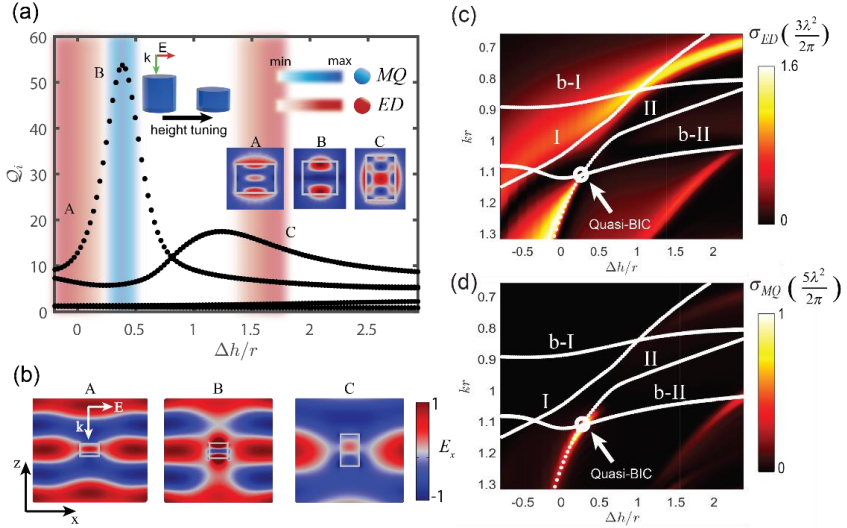 (a)
60
50
40
30
20
10
0
Q_i
0
0.5
1
1.5
2
2.5
Δh/r
A
B
C
k
E
height tuning
min
max
MQ
ED
A
B
C
(b)
A
B
C
E
k
z
x
1
-1
E_x
(c)
0.7
0.8
0.9
1
1.1
1.2
1.3
kr
-0.5
0
0.5
1
1.5
2
Δh/r
b-I
I
II
b-II
Quasi-BIC
σ_ED (3λ²/2π)
1.6
0
(d)
0.7
0.8
0.9
1
1.1
1.2
1.3
kr
-0.5
0
0.5
1
1.5
2
Δh/r
b-I
I
II
b-II
Quasi-BIC
σ_MQ (5λ²/2π)
1
0